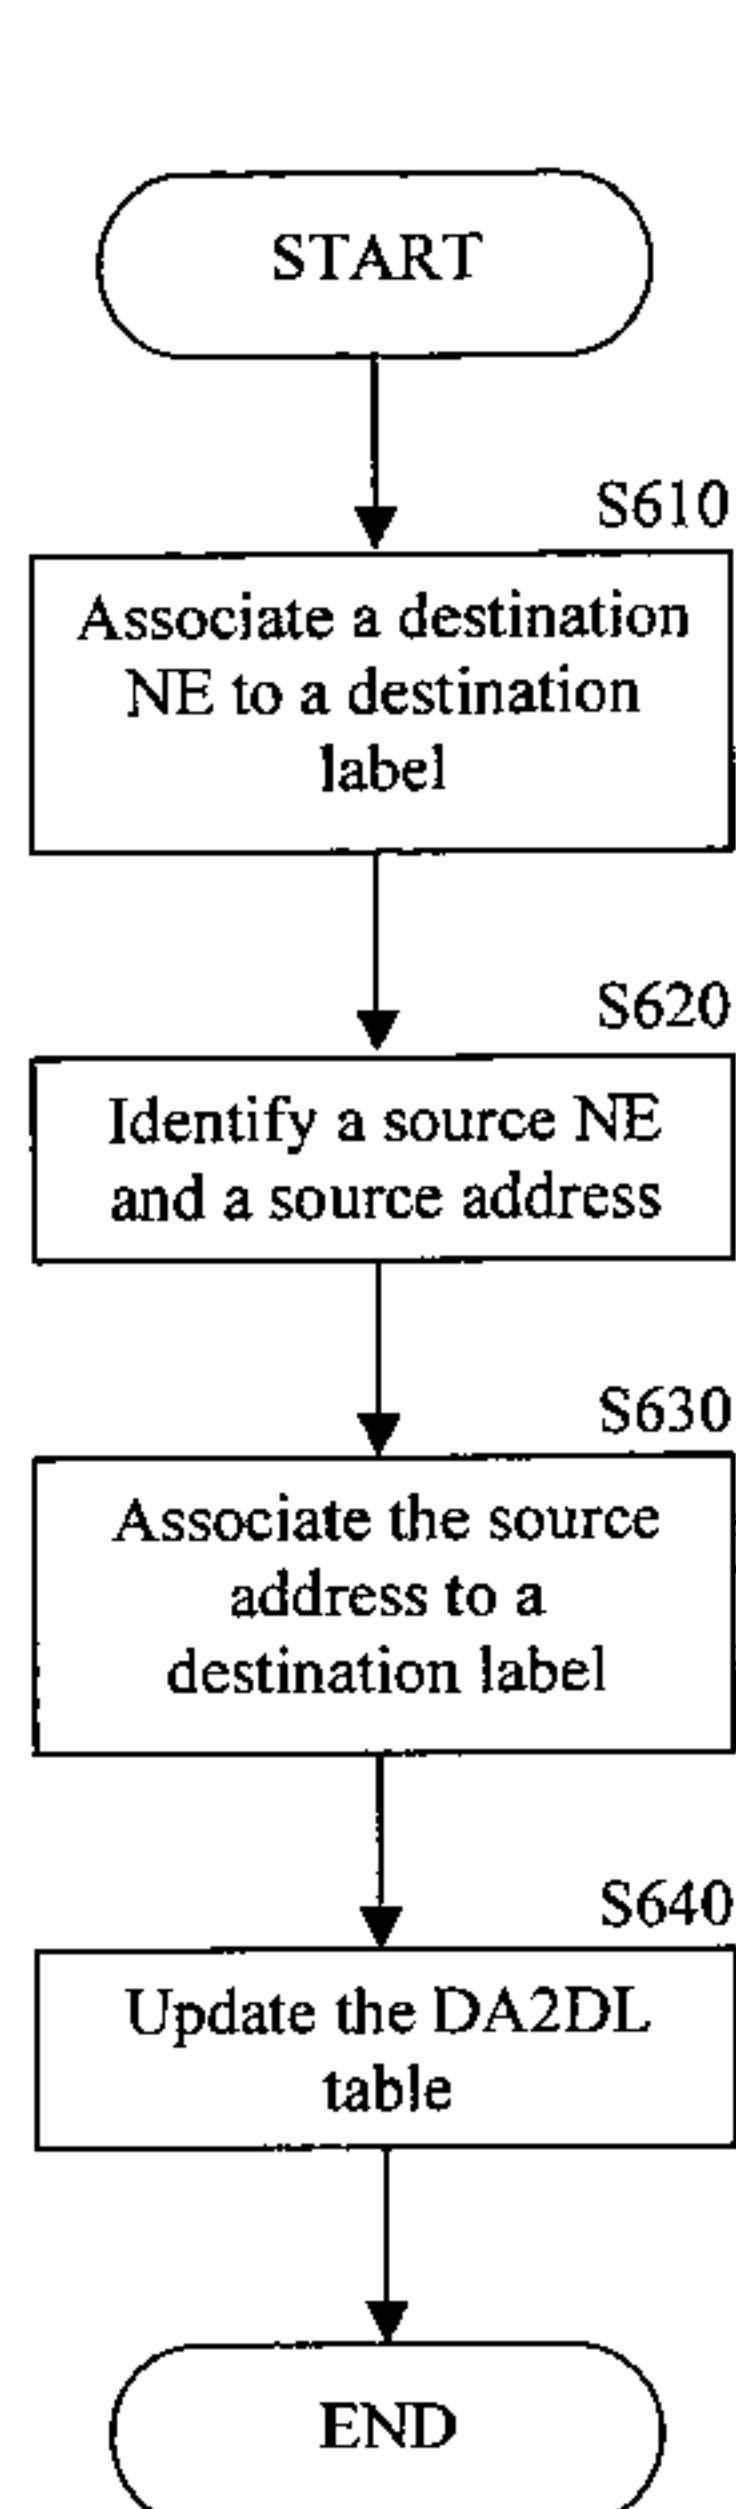 START
S610
Associate a destination
NE to a destination
label
S620
Identify a source NE
and a source address
S630
Associate the source
address to a
destination label
S640
Update the DA2DL
table
END